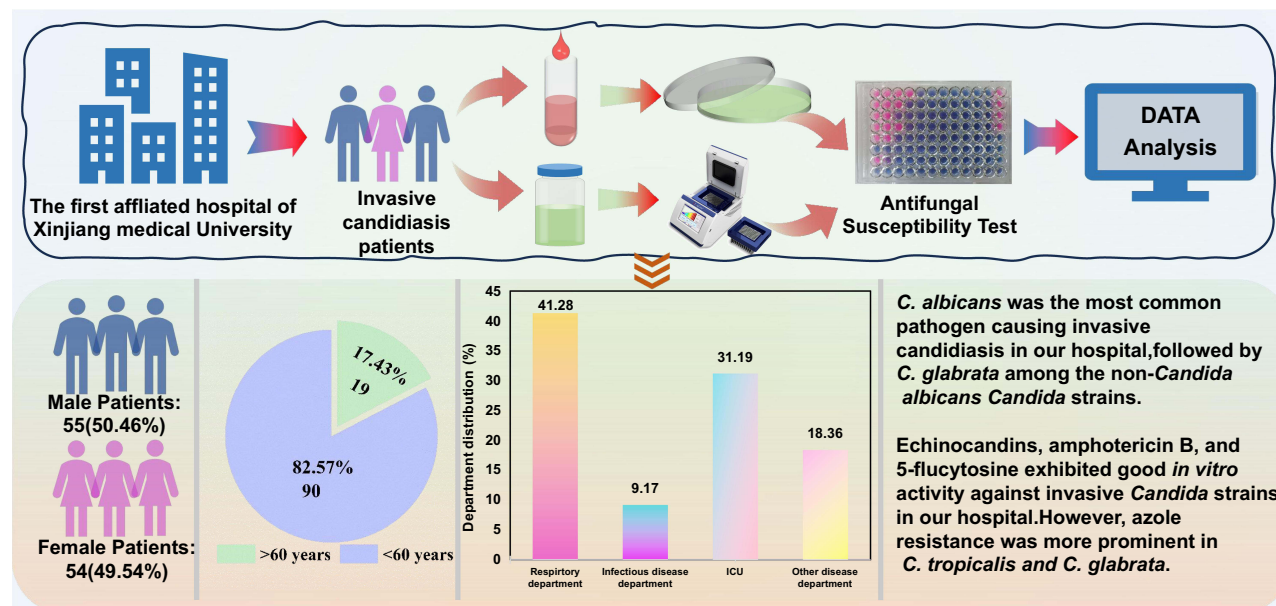 The first affliated hospital of
Xinjiang medical University
Invasive
candidiasis
patients
Antifungal
Susceptibility Test
DATA
Analysis
Male Patients:
55(50.46%)
Female Patients:
54(49.54%)
17.43%
19
82.57%
90
>60 years
<60 years
Department distribution (%)
45
40
35
30
25
20
15
10
5
0
41.28
9.17
31.19
18.36
Respirtory
department
Infectious disease
department
ICU
Other disease
department
C. albicans was the most common
pathogen causing invasive
candidiasis in our hospital,followed by
C. glabrata among the non-Candida
albicans Candida strains.
Echinocandins, amphotericin B, and
5-flucytosine exhibited good in vitro
activity against invasive Candida strains
in our hospital.However, azole
resistance was more prominent in
C. tropicalis and C. glabrata.